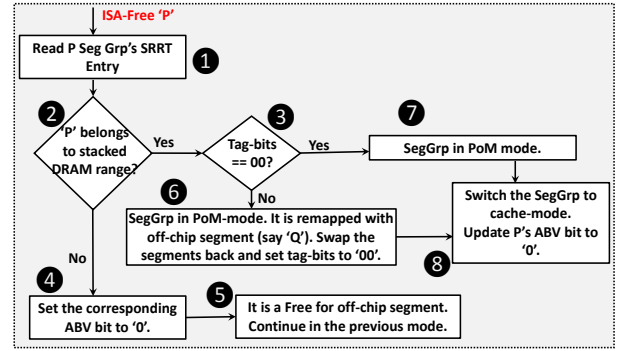 ISA-Free ‘P’
Read P Seg Grp’s SRRT
Entry
1
2
‘P’ belongs
to stacked
DRAM range?
Yes
3
Tag-bits
== 00?
Yes
7
SegGrp in PoM mode.
No
6
SegGrp in PoM-mode. It is remapped with
off-chip segment (say ‘Q’). Swap the
segments back and set tag-bits to ‘00’.
Switch the SegGrp to
cache-mode.
Update P’s ABV bit to
‘0’.
8
No
4
Set the corresponding
ABV bit to ‘0’.
5
It is a Free for off-chip segment.
Continue in the previous mode.